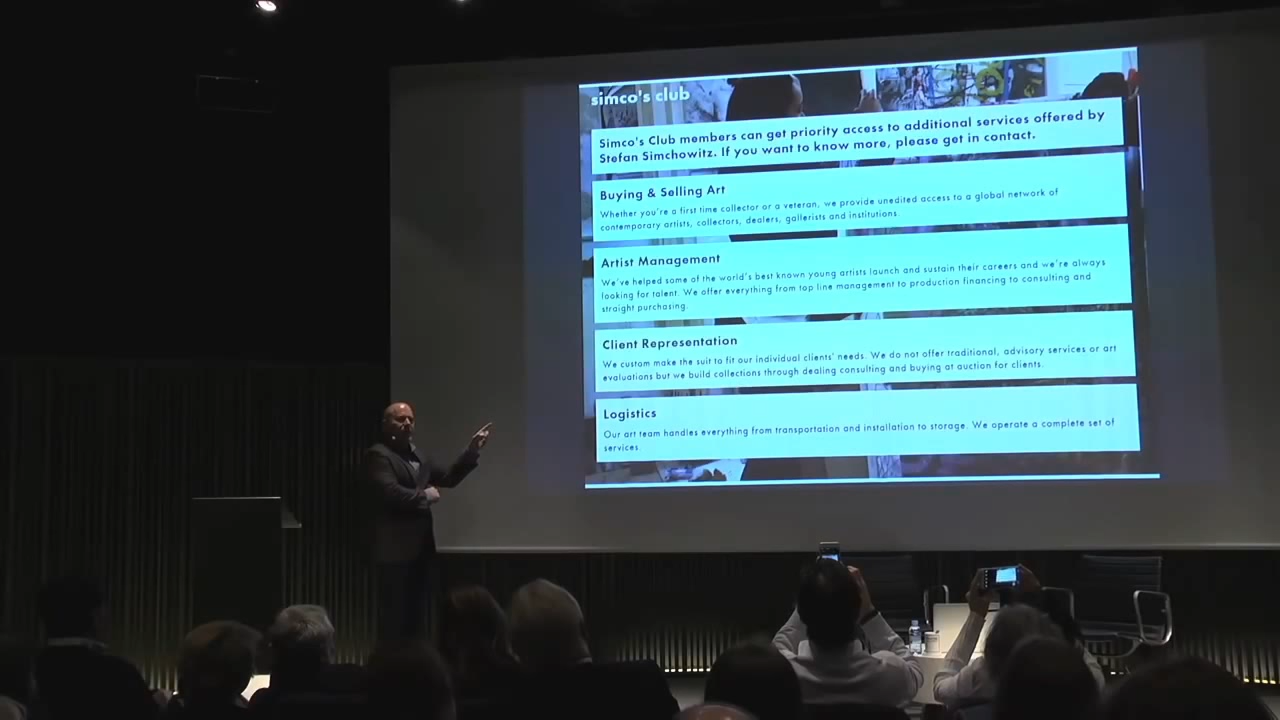 simco's club
Simco's Club members can get priority access to additional services offered by
Stefan Simchowitz. If you want to know more, please get in contact.
Buying & Selling Art
Whether you're a first time collector or a veteran, we provide unedited access to a global network of
contemporary artists, collectors, dealers, gallerists and institutions.
Artist Management
We've helped some of the world's best known young artists launch and sustain their careers and we're always
looking for talent. We offer everything from top line management to production financing to consulting and
straight purchasing.
Client Representation
We custom make the suit to fit our individual clients' needs. We do not offer traditional, advisory services or art
evaluations but we build collections through dealing consulting and buying at auction for clients.
Logistics
Our art team handles everything from transportation and installation to storage. We operate a complete set of
services.